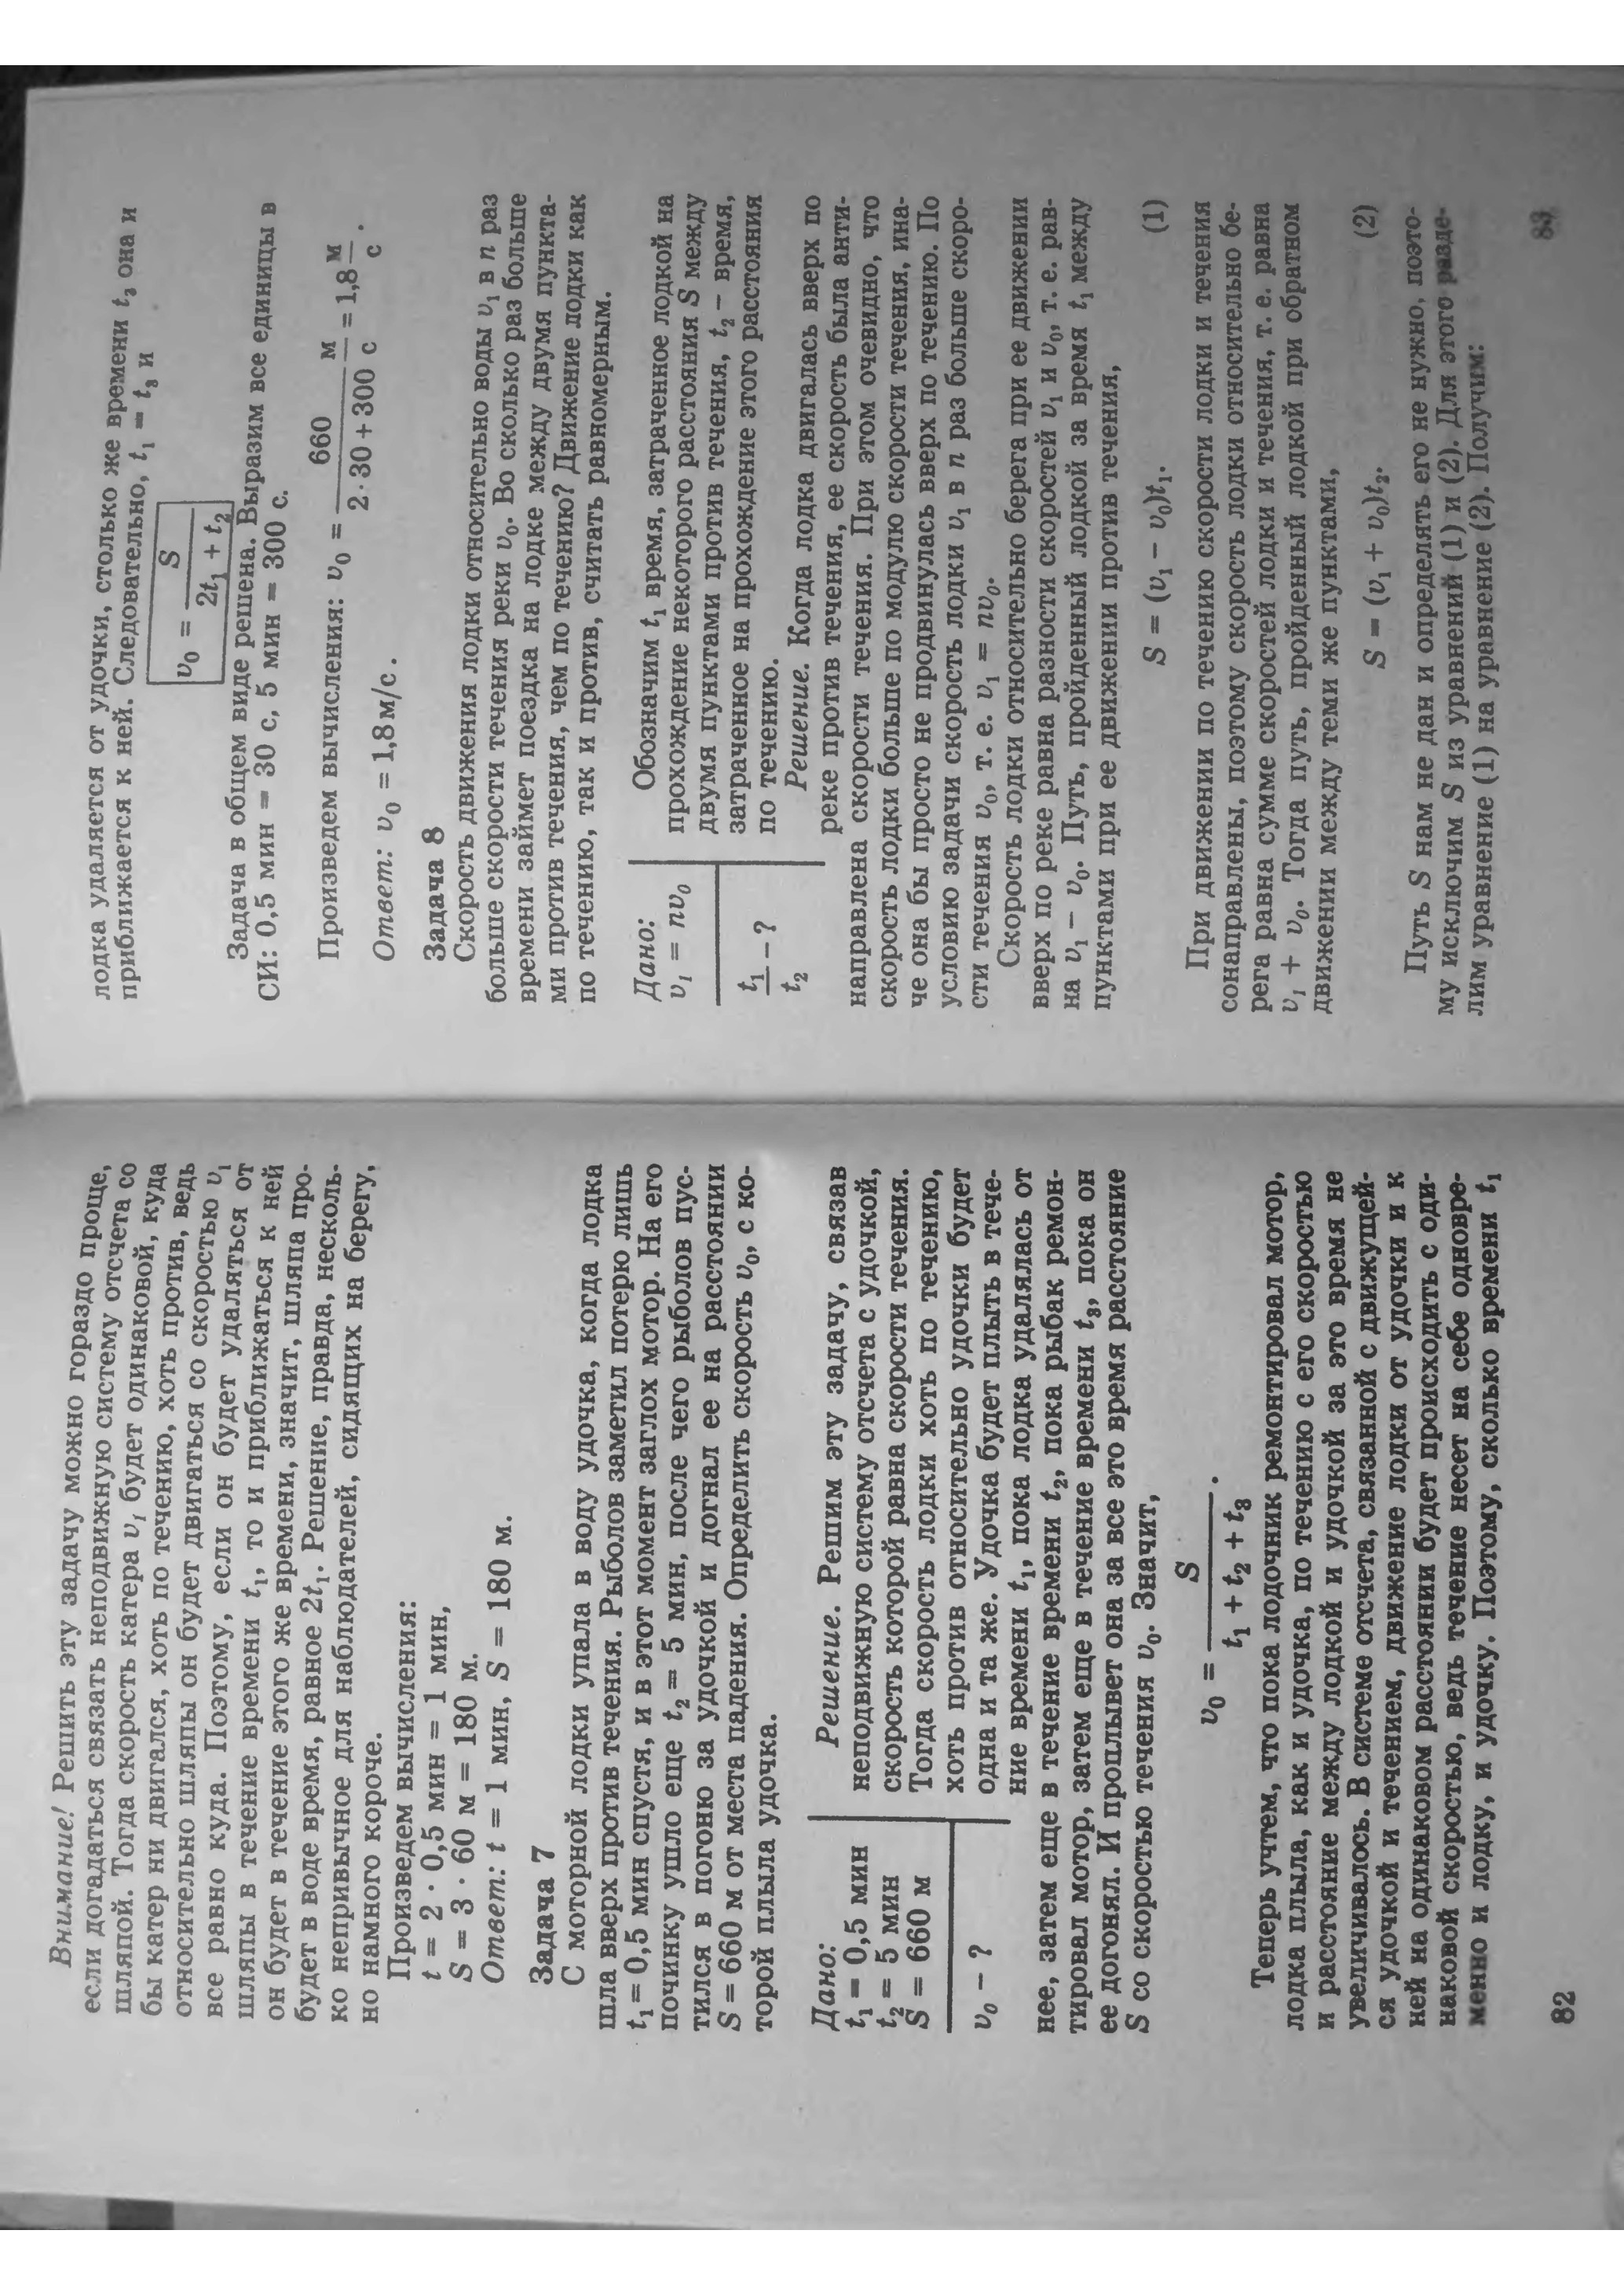 Внимание! Решить эту задачу можно гораздо проще,
если догадаться связать неподвижную систему отсчета со
шляпой. Тогда скорость катера v₁ будет одинаковой, куда
бы катер ни двигался, хоть по течению, хоть против, ведь
относительно шляпы он будет двигаться со скоростью v₁
все равно куда. Поэтому, если он будет удаляться от
шляпы в течение времени t₁, то и приближаться к ней
он будет в течение этого же времени, значит, шляпа про-
будет в воде время, равное 2t₁. Решение, правда, несколь-
ко непривычное для наблюдателей, сидящих на берегу,
но намного короче.
Произведем вычисления:
t = 2 · 0,5 мин = 1 мин,
S = 3 · 60 м = 180 м.
Ответ: t = 1 мин, S = 180 м.
Задача 7
С моторной лодки упала в воду удочка, когда лодка
шла вверх против течения. Рыболов заметил потерю лишь
t₁ = 0,5 мин спустя, и в этот момент заглох мотор. На его
починку ушло еще t₂ = 5 мин, после чего рыболов пус-
тился в погоню за удочкой и догнал ее на расстоянии
S = 660 м от места падения. Определить скорость v₀, с ко-
торой плыла удочка.
Дано:
t₁ = 0,5 мин
t₂ = 5 мин
S = 660 м
v₀ – ?
Решение. Решим эту задачу, связав
неподвижную систему отсчета с удочкой,
скорость которой равна скорости течения.
Тогда скорость лодки хоть по течению,
хоть против относительно удочки будет
одна и та же. Удочка будет плыть в тече-
ние времени t₁, пока лодка удалялась от
нее, затем еще в течение времени t₂, пока рыбак ремон-
тировал мотор, затем еще в течение времени t₃, пока он
ее догонял. И проплывет она за все это время расстояние
S со скоростью течения v₀. Значит,
v₀ = S / (t₁ + t₂ + t₃) .
Теперь учтем, что пока лодочник ремонтировал мотор,
лодка плыла, как и удочка, по течению с его скоростью
и расстояние между лодкой и удочкой за это время не
увеличивалось. В системе отсчета, связанной с движущей-
ся удочкой и течением, движение лодки от удочки и к
ней на одинаковом расстоянии будет происходить с оди-
наковой скоростью, ведь течение несет на себе одновре-
менно и лодку, и удочку. Поэтому, сколько времени t₁
82
лодка удаляется от удочки, столько же времени t₃ она и
приближается к ней. Следовательно, t₁ = t₃ и
v₀ = S / (2t₁ + t₂)
Задача в общем виде решена. Выразим все единицы в
СИ: 0,5 мин = 30 с, 5 мин = 300 с.
Произведем вычисления: v₀ = 660 / (2·30 + 300) м/с = 1,8 м/с .
Ответ: v₀ = 1,8 м/с .
Задача 8
Скорость движения лодки относительно воды v₁ в n раз
больше скорости течения реки v₀. Во сколько раз больше
времени займет поездка на лодке между двумя пункта-
ми против течения, чем по течению? Движение лодки как
по течению, так и против, считать равномерным.
Дано:
v₁ = nv₀
t₁/t₂ – ?
Обозначим t₁ время, затраченное лодкой на
прохождение некоторого расстояния S между
двумя пунктами против течения, t₂ – время,
затраченное на прохождение этого расстояния
по течению.
Решение. Когда лодка двигалась вверх по
реке против течения, ее скорость была анти-
направлена скорости течения. При этом очевидно, что
скорость лодки больше по модулю скорости течения, ина-
че она бы просто не продвинулась вверх по течению. По
условию задачи скорость лодки v₁ в n раз больше скоро-
сти течения v₀, т. е. v₁ = nv₀.
Скорость лодки относительно берега при ее движении
вверх по реке равна разности скоростей v₁ и v₀, т. е. рав-
на v₁ – v₀. Путь, пройденный лодкой за время t₁ между
пунктами при ее движении против течения,
S = (v₁ – v₀)t₁. (1)
При движении по течению скорости лодки и течения
сонаправлены, поэтому скорость лодки относительно бе-
рега равна сумме скоростей лодки и течения, т. е. равна
v₁ + v₀. Тогда путь, пройденный лодкой при обратном
движении между теми же пунктами,
S = (v₁ + v₀)t₂. (2)
Путь S нам не дан и определять его не нужно, поэто-
му исключим S из уравнений (1) и (2). Для этого разде-
лим уравнение (1) на уравнение (2). Получим:
83